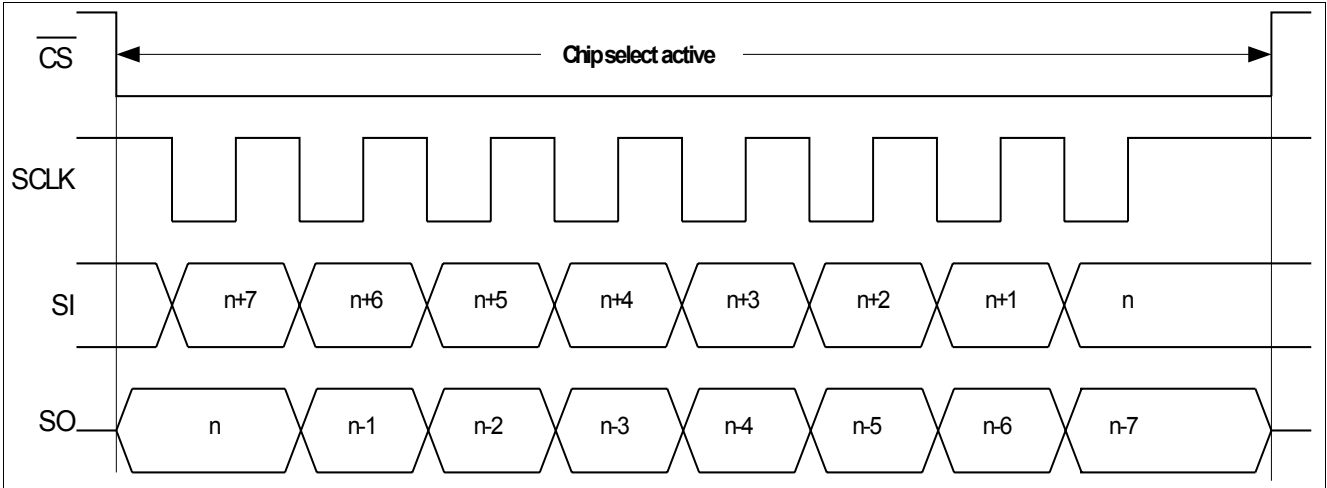 CS
Chip select active
SCLK
SI
n+7 n+6 n+5 n+4 n+3 n+2 n+1 n
SO
n n-1 n-2 n-3 n-4 n-5 n-6 n-7